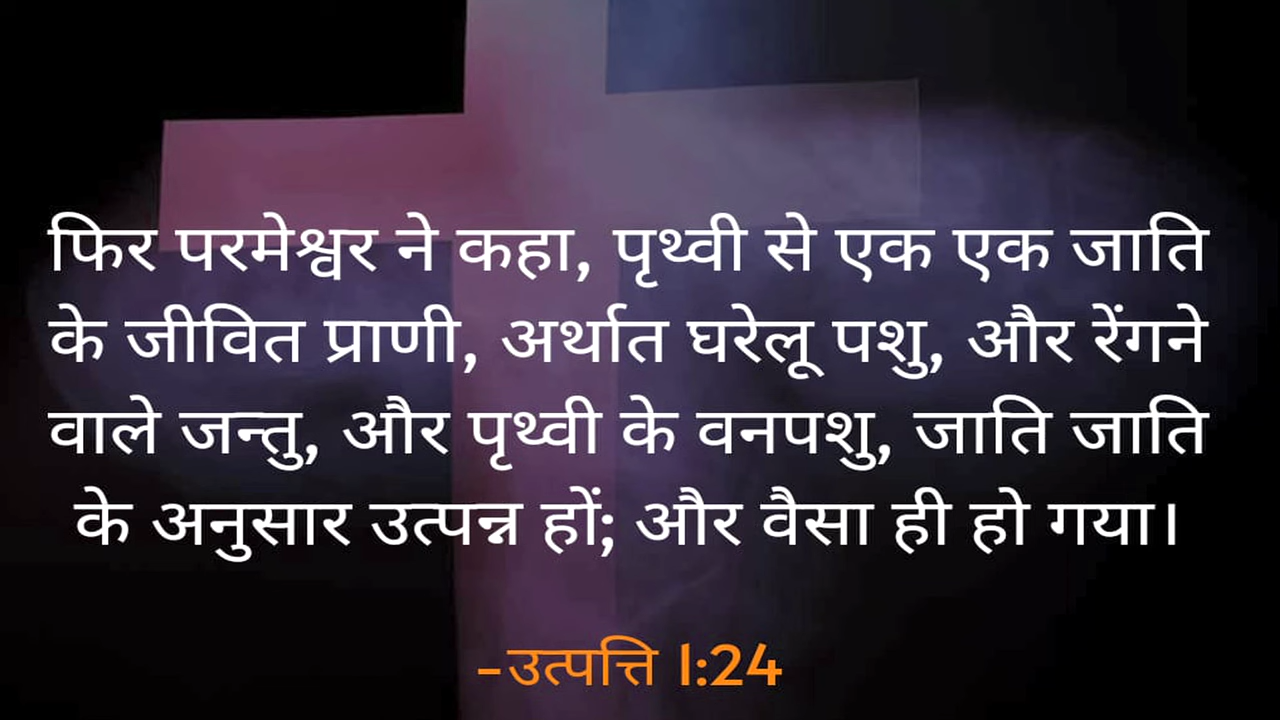 फिर परमेश्वर ने कहा, पृथ्वी से एक एक जाति
के जीवित प्राणी, अर्थात घरेलू पशु, और रेंगने
वाले जन्तु, और पृथ्वी के वनपशु, जाति जाति
के अनुसार उत्पन्न हों; और वैसा ही हो गया।
-उत्पत्ति 1:24